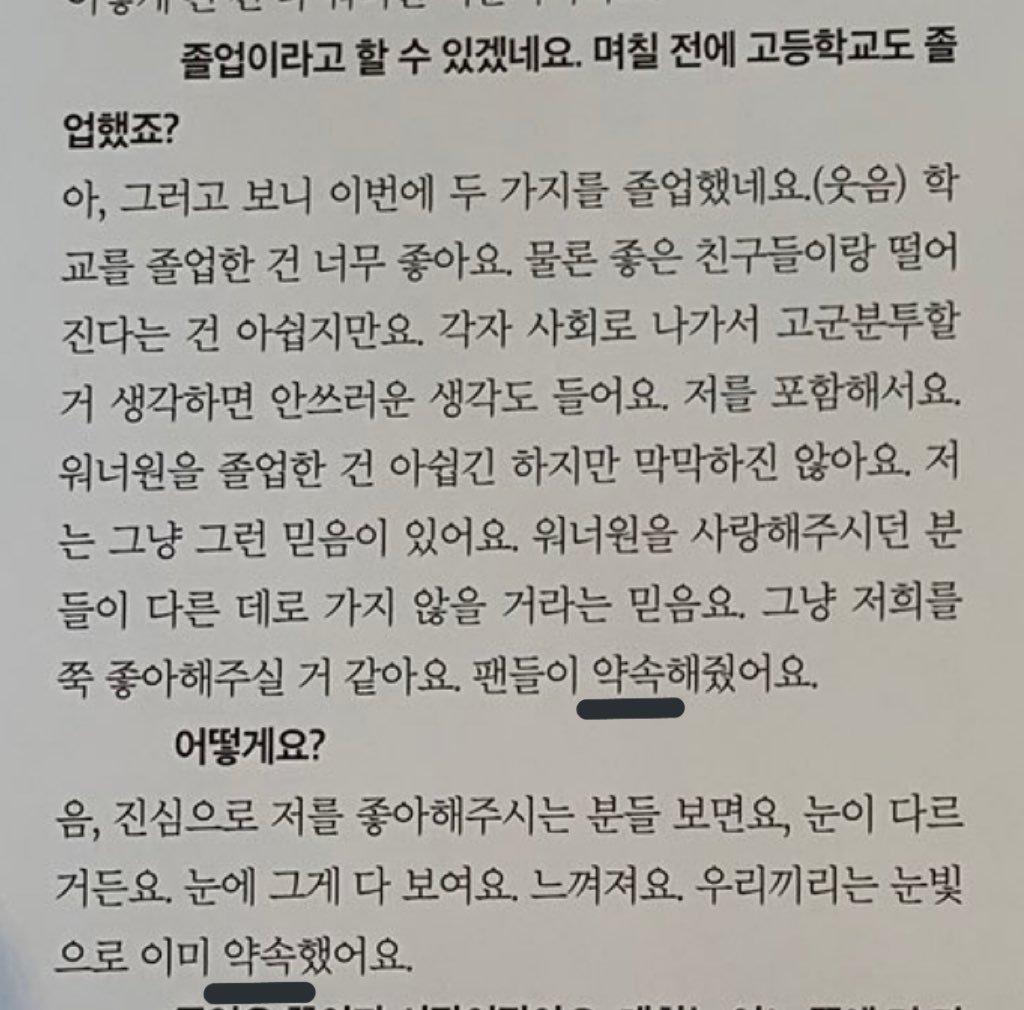 졸업이라고 할 수 있겠네요. 며칠 전에 고등학교도 졸
업했죠?
아, 그러고 보니 이번에 두 가지를 졸업했네요.(웃음) 학
교를 졸업한 건 너무 좋아요. 물론 좋은 친구들이랑 떨어
진다는 건 아쉽지만요. 각자 사회로 나가서 고군분투할
거 생각하면 안쓰러운 생각도 들어요. 저를 포함해서요.
워너원을 졸업한 건 아쉽긴 하지만 막막하진 않아요. 저
는 그냥 그런 믿음이 있어요. 워너원을 사랑해주시던 분
들이 다른 데로 가지 않을 거라는 믿음요. 그냥 저희를
쭉 좋아해주실 거 같아요. 팬들이 약속해줬어요.
어떻게요?
음, 진심으로 저를 좋아해주시는 분들 보면요, 눈이 다르
거든요. 눈에 그게 다 보여요. 느껴져요. 우리끼리는 눈빛
으로 이미 약속했어요.